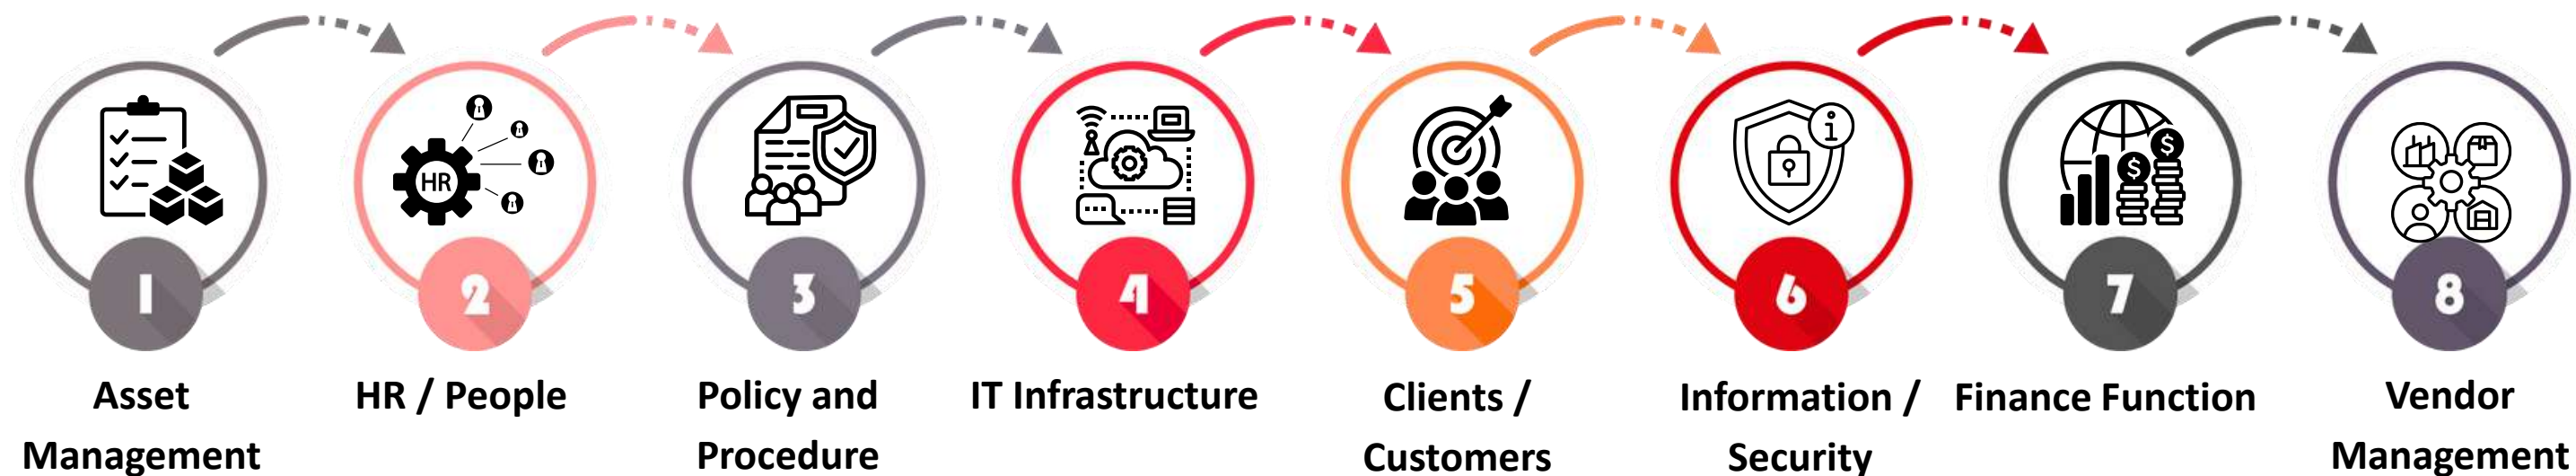 HR
i
$
$
1
2
3
4
5
6
7
8
Asset
Management
HR / People
Policy and
Procedure
IT Infrastructure
Clients /
Customers
Information /
Security
Finance Function
Vendor
Management